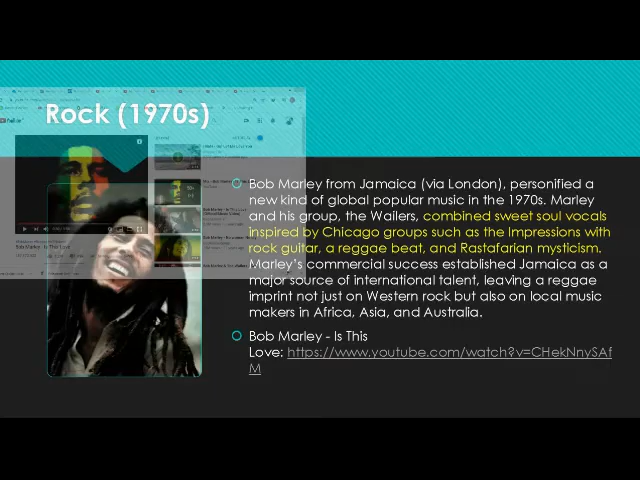 Rock (1970s)
Bob Marley from Jamaica (via London), personified a
new kind of global popular music in the 1970s. Marley
and his group, the Wailers, combined sweet soul vocals
inspired by Chicago groups such as the Impressions with
rock guitar, a reggae beat, and Rastafarian mysticism.
Marley’s commercial success established Jamaica as a
major source of international talent, leaving a reggae
imprint not just on Western rock but also on local music
makers in Africa, Asia, and Australia.
Bob Marley - Is This
Love: https://www.youtube.com/watch?v=CHekNnySAf
M